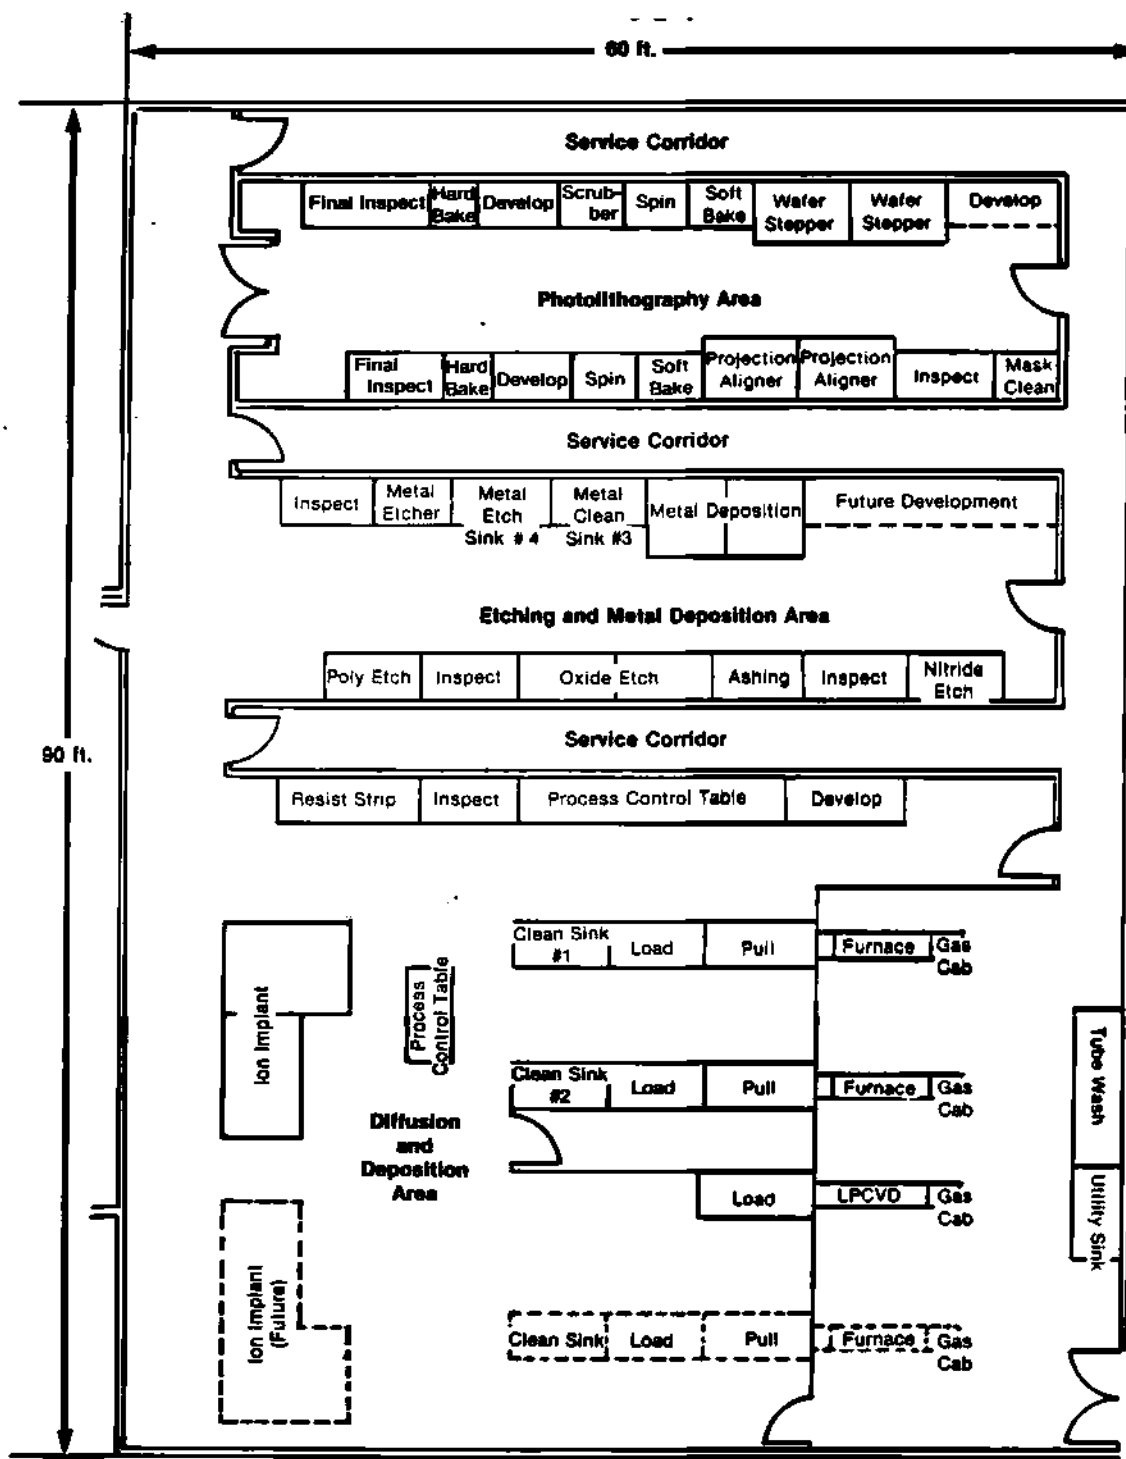 60 ft.
Service Corridor
Final Inspect
Hard
Bake
Develop
Scrub-
ber
Spin
Soft
Bake
Wafer
Stepper
Wafer
Stepper
Develop
Photolithography Area
Final
Inspect
Hard
Bake
Develop
Spin
Soft
Bake
Projection
Aligner
Projection
Aligner
Inspect
Mask
Clean
Service Corridor
Inspect
Metal
Etcher
Metal
Etch
Sink #4
Metal
Clean
Sink #3
Metal Deposition
Future Development
Etching and Metal Deposition Area
Poly Etch
Inspect
Oxide Etch
Ashing
Inspect
Nitride
Etch
90 ft.
Service Corridor
Resist Strip
Inspect
Process Control Table
Develop
Clean Sink
#1
Load
Pull
Furnace
Gas
Cab
Ion Implant
Process
Control Table
Clean Sink
#2
Load
Pull
Furnace
Gas
Cab
Tube Wash
Diffusion
and
Deposition
Area
Load
LPCVD
Gas
Cab
Utility Sink
Ion Implant
(Future)
Clean Sink
Load
Pull
Furnace
Gas
Cab